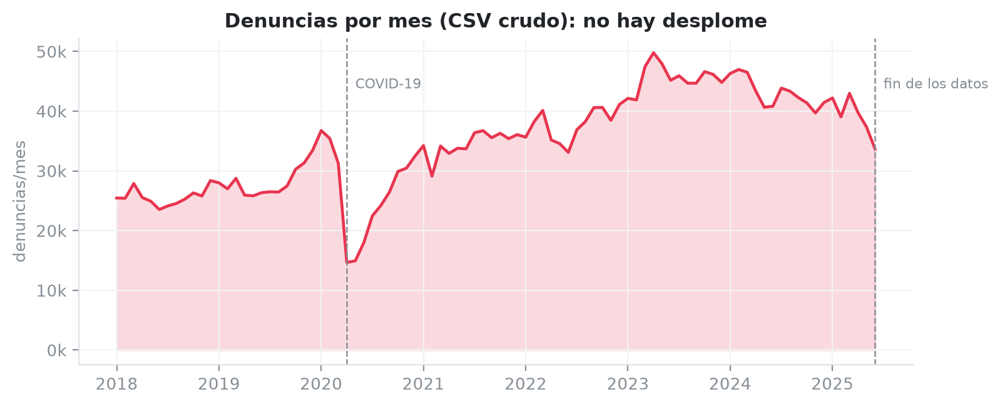 Denuncias por mes (CSV crudo): no hay desplome
denuncias/mes
50k
40k
30k
20k
10k
0k
COVID-19
fin de los datos
2018 2019 2020 2021 2022 2023 2024 2025